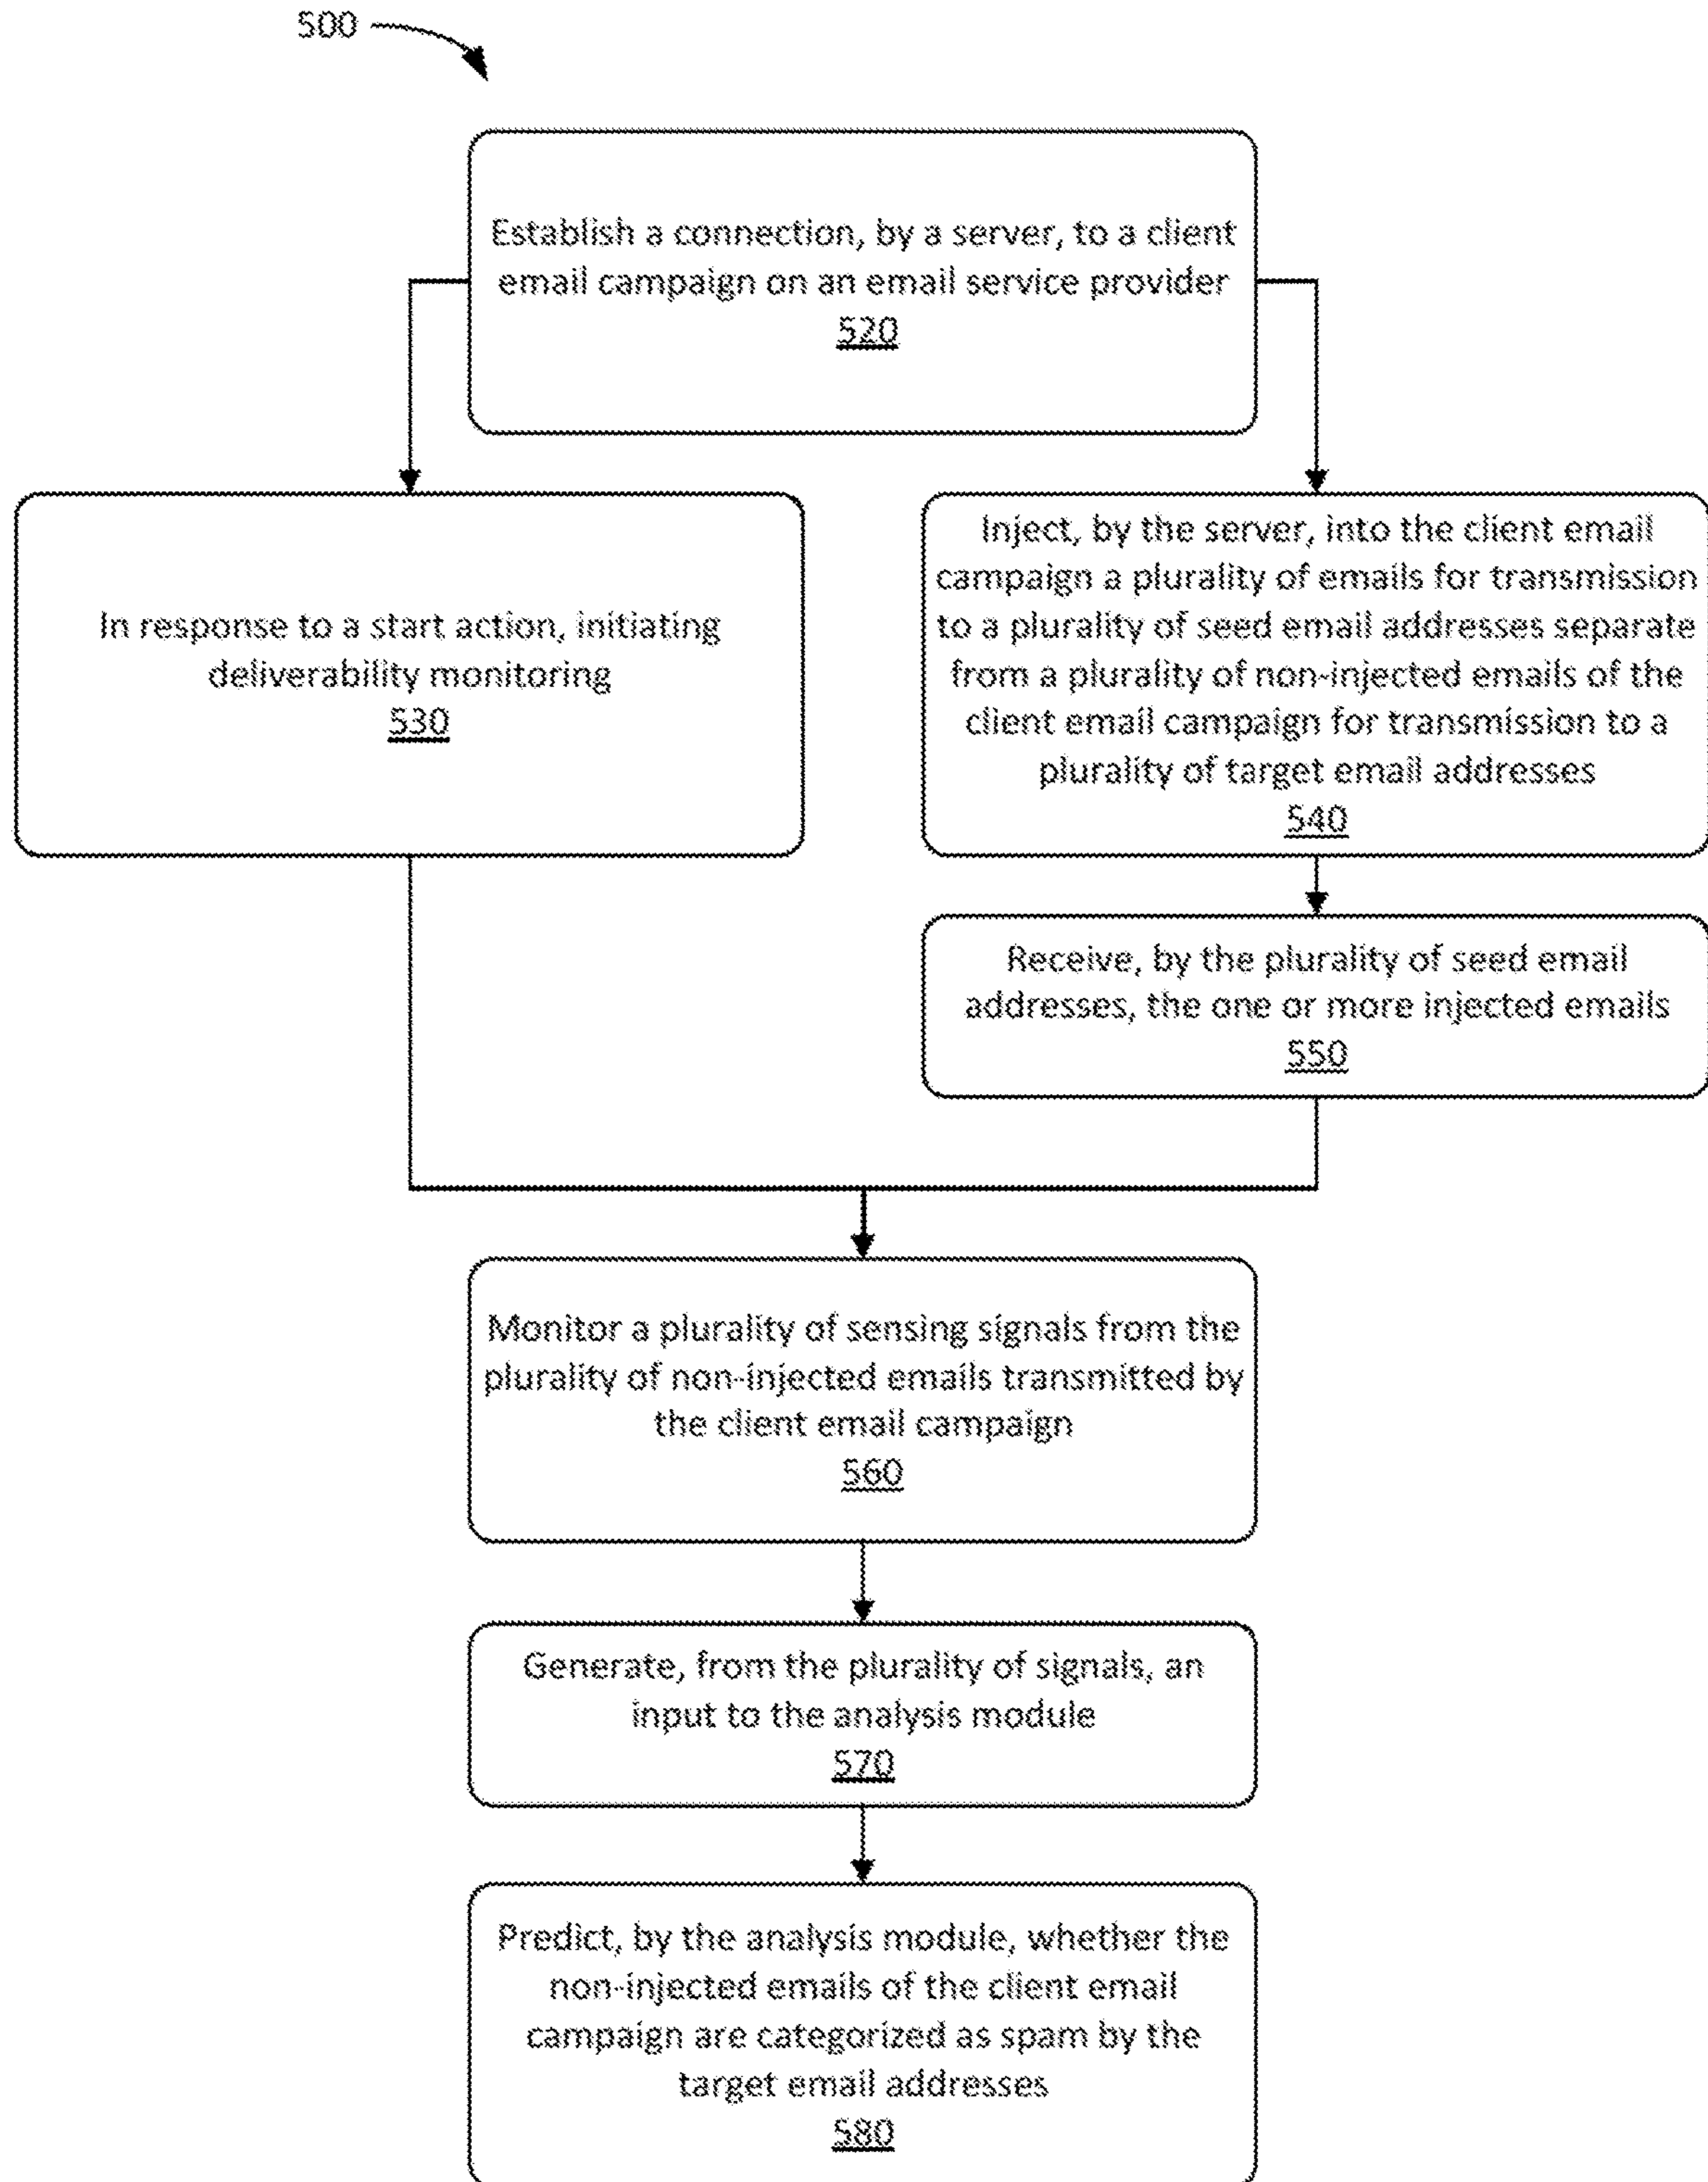 500
Establish a connection, by a server, to a client
email campaign on an email service provider
520
In response to a start action, initiating
deliverability monitoring
530
Inject, by the server, into the client email
campaign a plurality of emails for transmission
to a plurality of seed email addresses separate
from a plurality of non-injected emails of the
client email campaign for transmission to a
plurality of target email addresses
540
Receive, by the plurality of seed email
addresses, the one or more injected emails
550
Monitor a plurality of sensing signals from the
plurality of non-injected emails transmitted by
the client email campaign
560
Generate, from the plurality of signals, an
input to the analysis module
570
Predict, by the analysis module, whether the
non-injected emails of the client email
campaign are categorized as spam by the
target email addresses
580